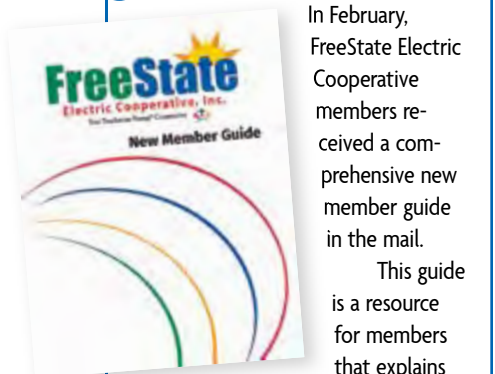 FreeState
Electric Cooperative, Inc.
New Member Guide
In February,
FreeState Electric
Cooperative
members re-
ceived a com-
prehensive new
member guide
in the mail.
This guide
is a resource
for members
that explains